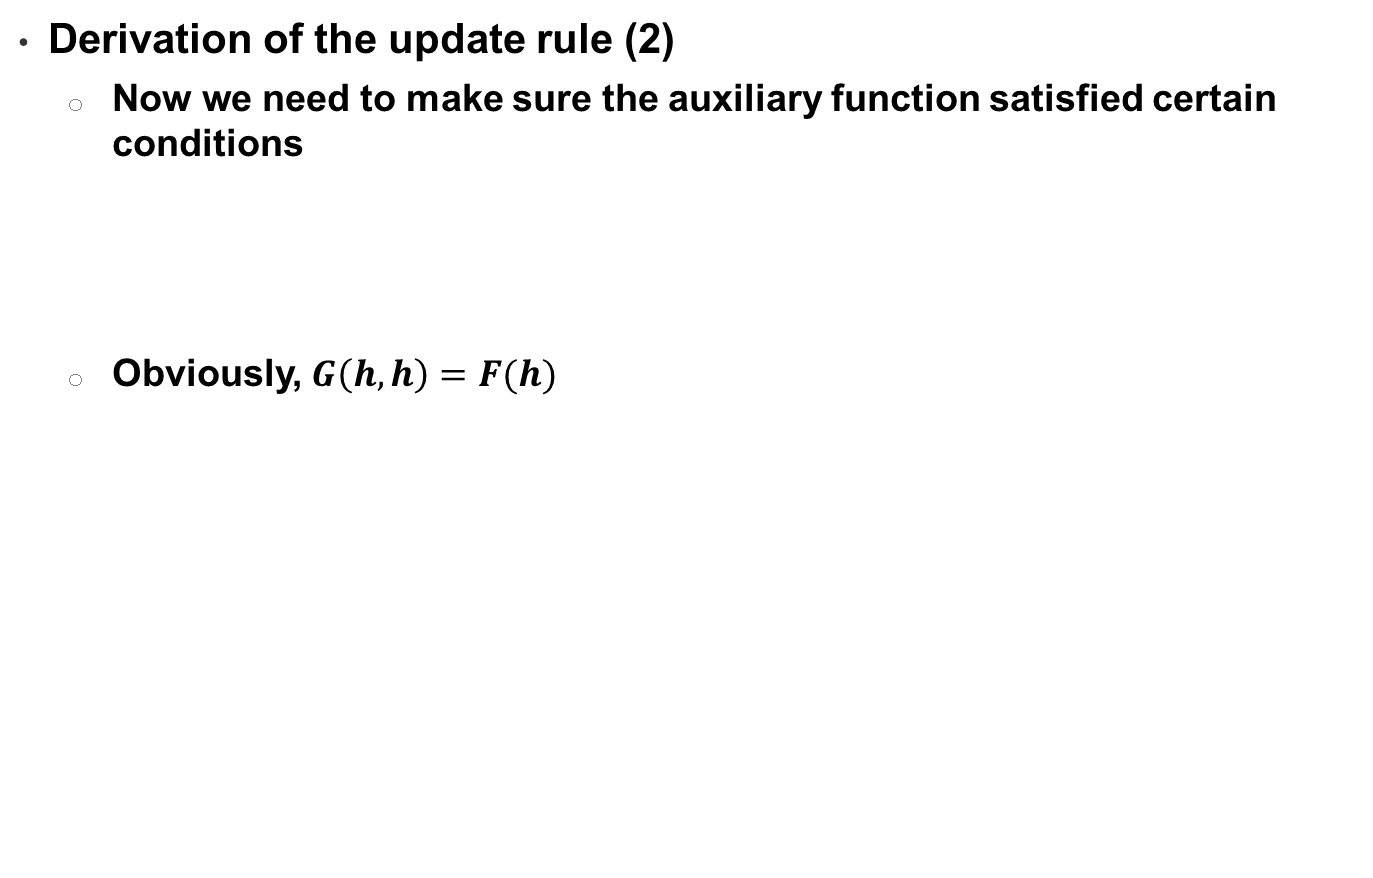 • Derivation of the update rule (2)
○ Now we need to make sure the auxiliary function satisfied certain
conditions
○ Obviously, 𝑮(𝒉, 𝒉) = 𝑭(𝒉)